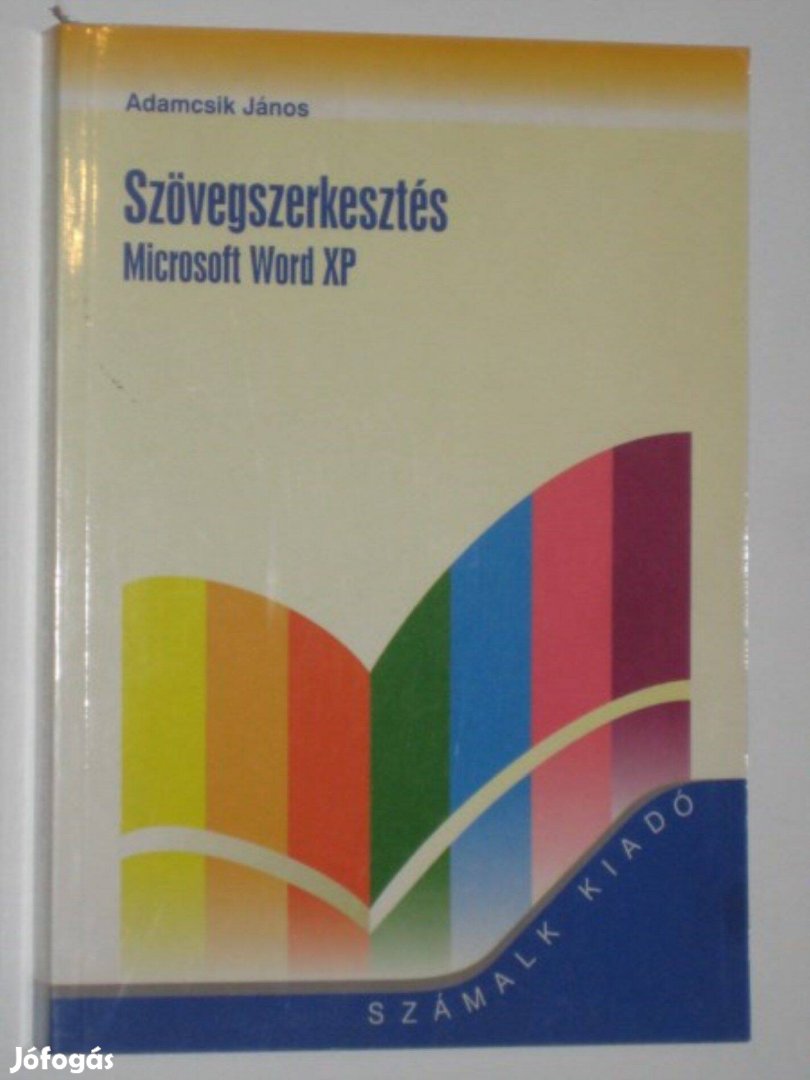 Adamcsik János
Szövegszerkesztés
Microsoft Word XP
SZÁMALK KIADÓ
Jófogás